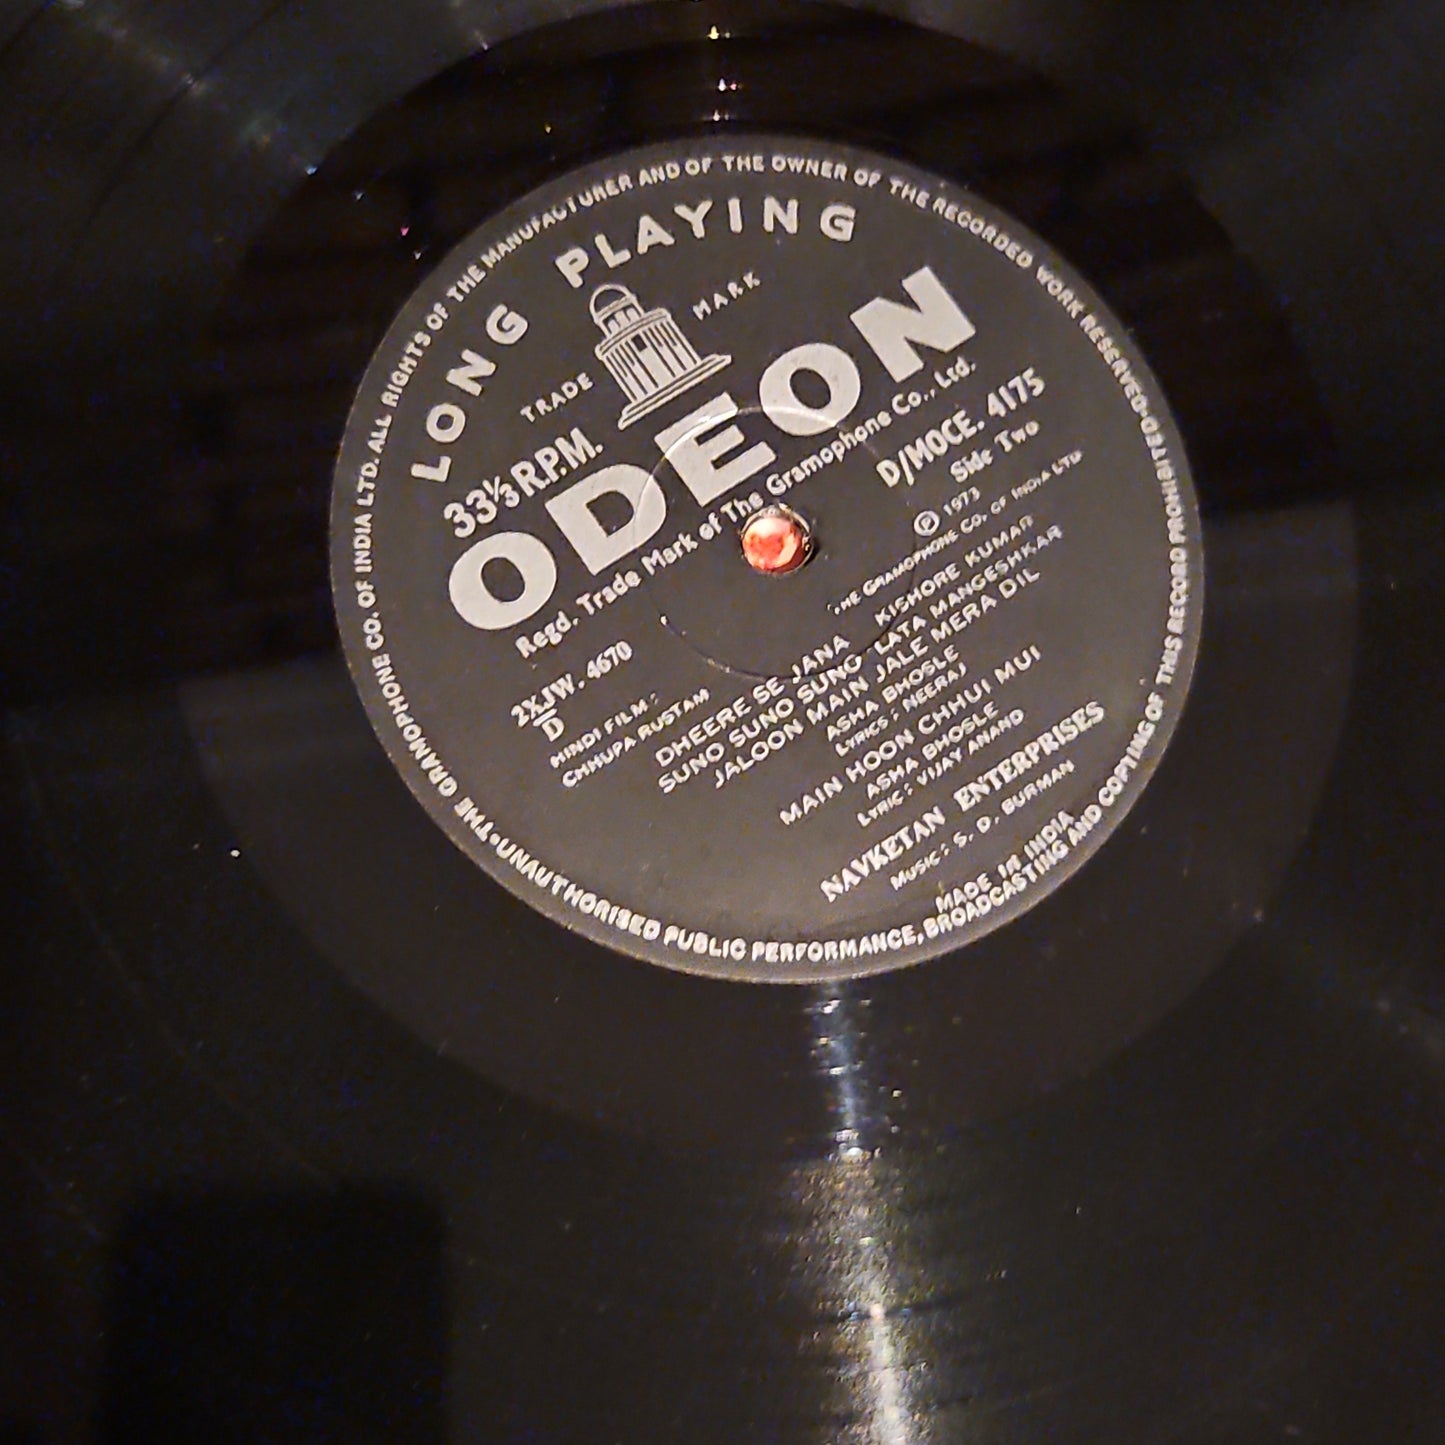 THE GRAMOPHONE CO. OF INDIA LTD. ALL RIGHTS OF THE MANUFACTURER AND OF THE OWNER OF THE RECORDED WORK RESERVED·
UNAUTHORISED PUBLIC PERFORMANCE, BROADCASTING AND COPYING OF THIS RECORD PROHIBITED·
LONG PLAYING
TRADE MARK
33⅓ R.P.M.
ODEON
Regd. Trade Mark of The Gramophone Co., Ltd.
D/MOCE. 4175
Side Two
Ⓟ 1973
THE GRAMOPHONE CO. OF INDIA LTD
2XJW. 4670
D
HINDI FILM:
CHHUPA RUSTAM
DHEERE SE JANA KISHORE KUMAR
SUNO SUNO SUNO LATA MANGESHKAR
JALOON MAIN JALE MERA DIL
ASHA BHOSLE
LYRICS: NEERAJ
MAIN HOON CHHUI MUI
ASHA BHOSLE
LYRIC: VIJAY ANAND
NAVKETAN ENTERPRISES
MUSIC: S. D. BURMAN
MADE IN INDIA